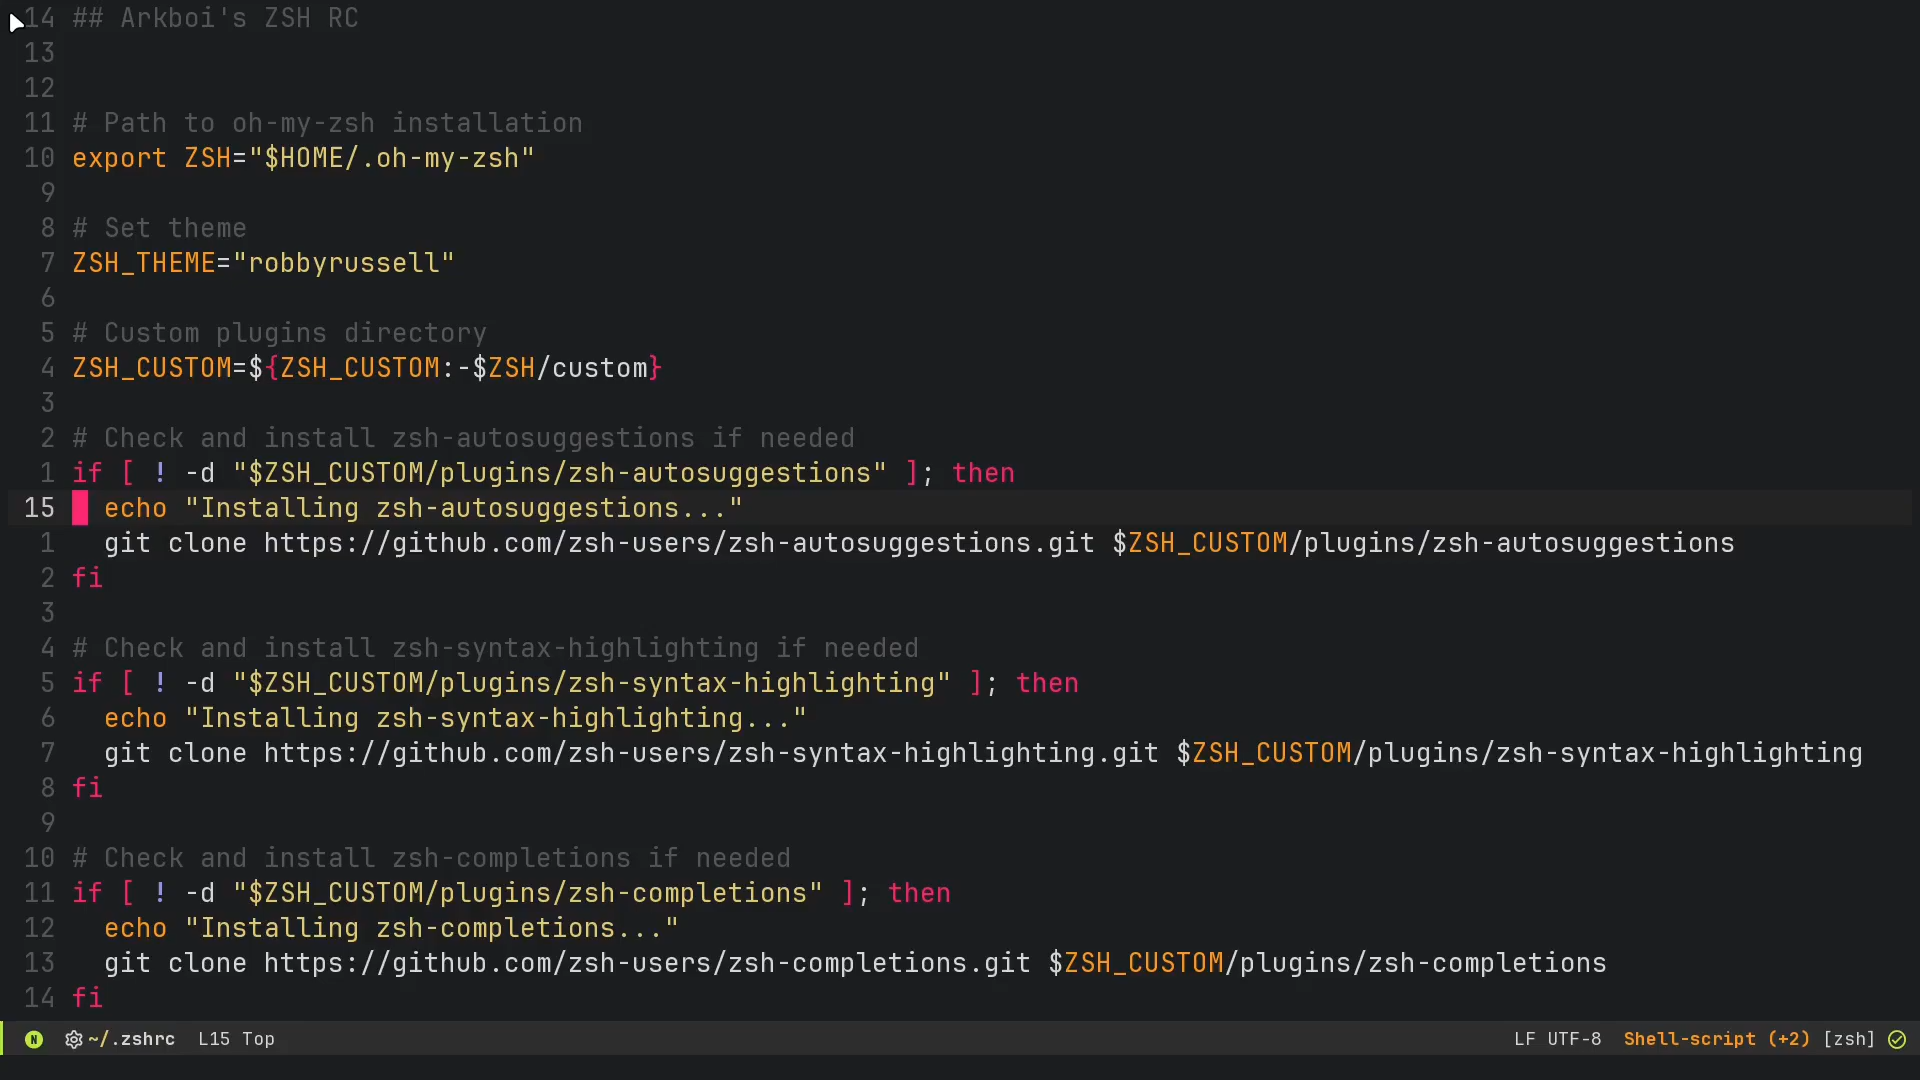 14 ## Arkboi's ZSH RC
13
12
11 # Path to oh-my-zsh installation
10 export ZSH="$HOME/.oh-my-zsh"
9
8 # Set theme
7 ZSH_THEME="robbyrussell"
6
5 # Custom plugins directory
4 ZSH_CUSTOM=${ZSH_CUSTOM:-$ZSH/custom}
3
2 # Check and install zsh-autosuggestions if needed
1 if [ ! -d "$ZSH_CUSTOM/plugins/zsh-autosuggestions" ]; then
15   echo "Installing zsh-autosuggestions..."
1   git clone https://github.com/zsh-users/zsh-autosuggestions.git $ZSH_CUSTOM/plugins/zsh-autosuggestions
2 fi
3
4 # Check and install zsh-syntax-highlighting if needed
5 if [ ! -d "$ZSH_CUSTOM/plugins/zsh-syntax-highlighting" ]; then
6   echo "Installing zsh-syntax-highlighting..."
7   git clone https://github.com/zsh-users/zsh-syntax-highlighting.git $ZSH_CUSTOM/plugins/zsh-syntax-highlighting
8 fi
9
10 # Check and install zsh-completions if needed
11 if [ ! -d "$ZSH_CUSTOM/plugins/zsh-completions" ]; then
12   echo "Installing zsh-completions..."
13   git clone https://github.com/zsh-users/zsh-completions.git $ZSH_CUSTOM/plugins/zsh-completions
14 fi
N ~/.zshrc L15 Top LF UTF-8 Shell-script (+2) [zsh]